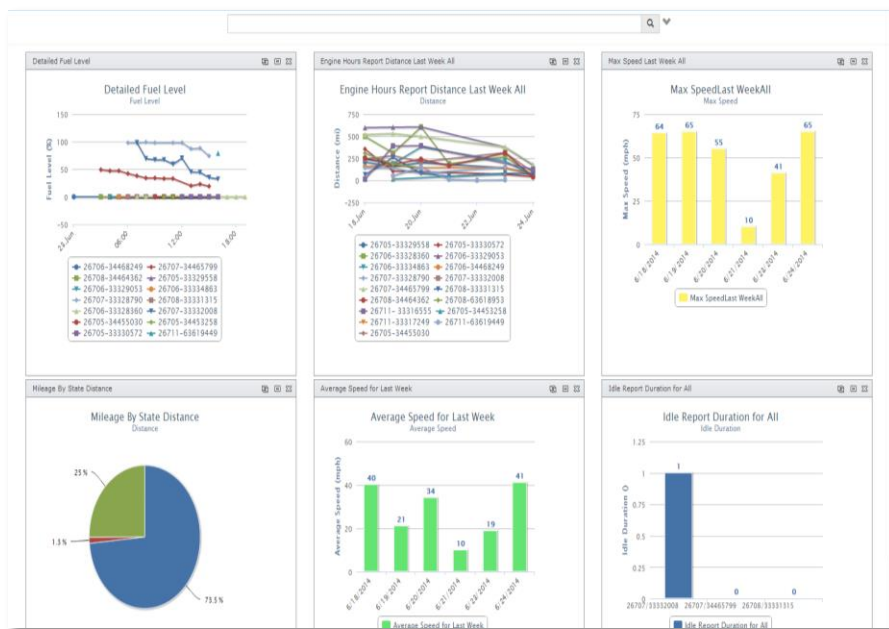 Detailed Fuel Level
Engine Hours Report Distance Last Week All
Max Speed Last Week All
Detailed Fuel Level
Fuel Level
Fuel Level (%)
150
100
50
0
-50
06:00
12:00
18:00
26706-34468249 26707-34465799
26708-34464362 26705-33329558
26706-33329053 26706-33334863
26707-33328790 26708-33331315
26706-33328360 26707-33332008
26705-34455030 26705-34453258
26705-33330572 26711-63619449
Engine Hours Report Distance Last Week All
Distance
Distance (mi)
750
500
250
0
-250
18.Jun
20.Jun
22.Jun
24.Jun
26705-33329558 26705-33330572
26706-33328360 26706-33329053
26706-33334863 26706-34468249
26707-33328790 26707-33332008
26707-34465799 26708-33331315
26708-34464362 26708-63618953
26711- 33316555 26705-34453258
26711-33317249 26711-63619449
26705-34455030
Max SpeedLast WeekAll
Max Speed
Max Speed (mph)
75
50
25
0
64
65
55
10
41
65
6/18/2014
6/19/2014
6/20/2014
6/21/2014
6/24/2014
Max SpeedLast WeekAll
Mileage By State Distance
Average Speed for Last Week
Idle Report Duration for All
Mileage By State Distance
Distance
25 %
1.3 %
73.5 %
Average Speed for Last Week
Average Speed
Average Speed (mph)
60
40
20
0
40
21
34
10
19
41
6/18/2014
6/19/2014
6/20/2014
6/21/2014
6/24/2014
Average Speed for Last Week
Idle Report Duration for All
Idle Duration
Idle Duration ()
1.25
1
0.75
0.5
0.25
0
1
0
0
26707/33332008 26707/34465799 26708/33331315
Idle Report Duration for All